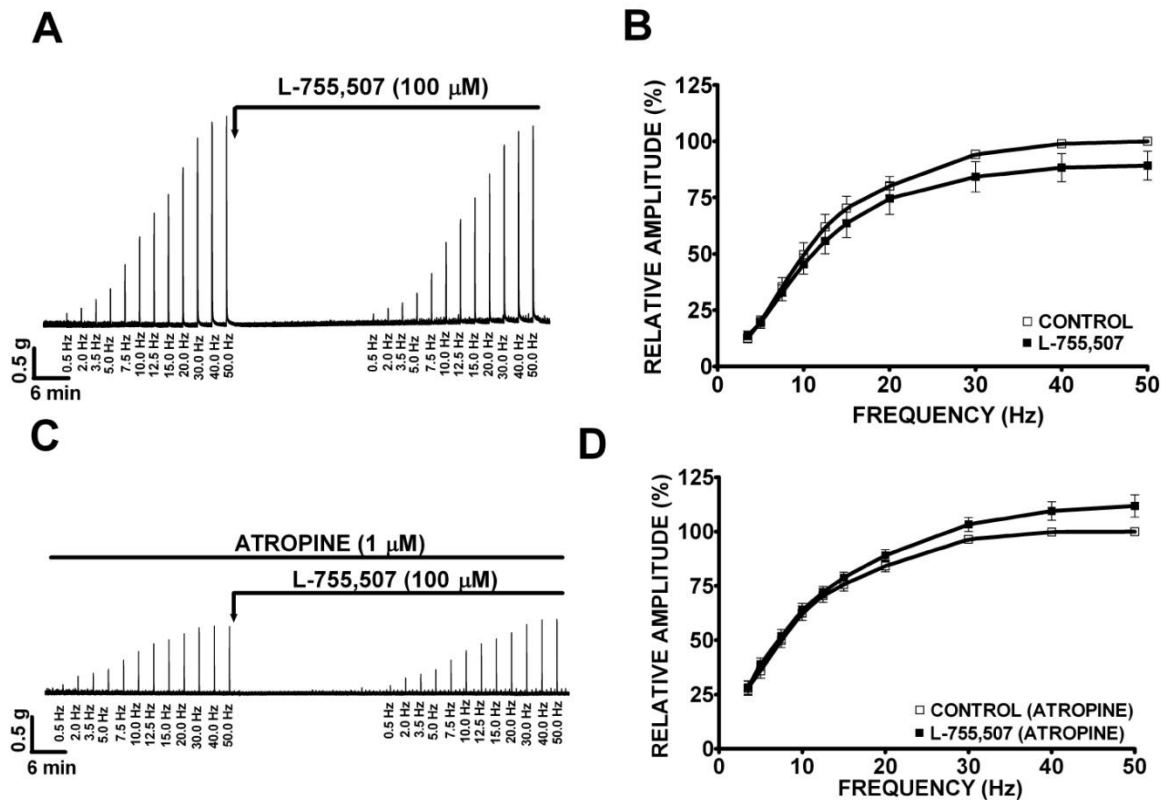 A
L-755,507 (100 μM)
0.5 Hz
2.0 Hz
3.5 Hz
5.0 Hz
7.5 Hz
10.0 Hz
12.5 Hz
15.0 Hz
20.0 Hz
30.0 Hz
40.0 Hz
50.0 Hz
0.5 Hz
2.0 Hz
3.5 Hz
5.0 Hz
7.5 Hz
10.0 Hz
12.5 Hz
15.0 Hz
20.0 Hz
30.0 Hz
40.0 Hz
50.0 Hz
0.5 g
6 min
B
RELATIVE AMPLITUDE (%)
125
100
75
50
25
0
CONTROL
L-755,507
0 10 20 30 40 50
FREQUENCY (Hz)
C
ATROPINE (1 μM)
L-755,507 (100 μM)
0.5 Hz
2.0 Hz
3.5 Hz
5.0 Hz
7.5 Hz
10.0 Hz
12.5 Hz
15.0 Hz
20.0 Hz
30.0 Hz
40.0 Hz
50.0 Hz
0.5 Hz
2.0 Hz
3.5 Hz
5.0 Hz
7.5 Hz
10.0 Hz
12.5 Hz
15.0 Hz
20.0 Hz
30.0 Hz
40.0 Hz
50.0 Hz
0.5 g
6 min
D
RELATIVE AMPLITUDE (%)
125
100
75
50
25
0
CONTROL (ATROPINE)
L-755,507 (ATROPINE)
0 10 20 30 40 50
FREQUENCY (Hz)